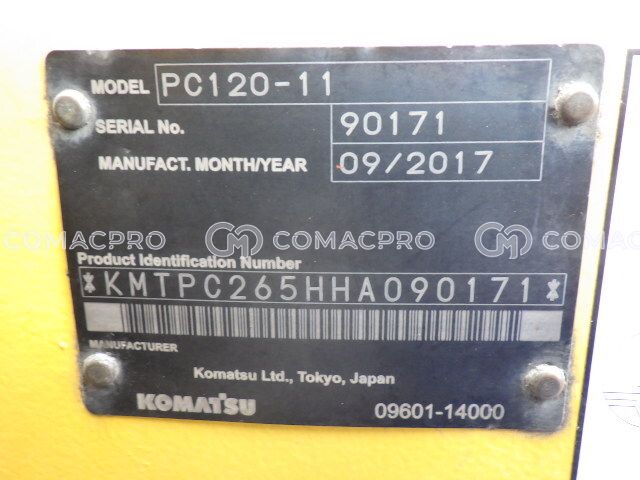 MODEL PC120-11
SERIAL No. 90171
MANUFACT. MONTH/YEAR 09/2017
COMACPRO COMACPRO COMACPRO
Product Identification Number
*KMTPC265HHA090171*
MANUFACTURER
Komatsu Ltd., Tokyo, Japan
KOMATSU 09601-14000